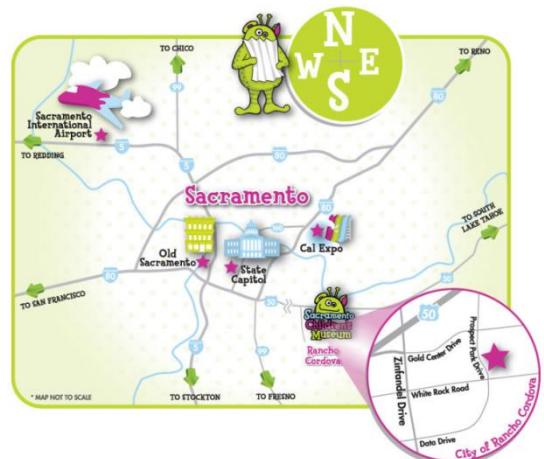 N
W E
S
TO CHICO
TO RENO
99
80
Sacramento
International
Airport
5
TO REDDING
5
80
Sacramento
80
TO SOUTH
LAKE TAHOE
Old
Sacramento
State
Capitol
Cal Expo
80
50
50
TO SAN FRANCISCO
Sacramento
Children's
Museum
Rancho
Cordova
5
99
* MAP NOT TO SCALE
TO STOCKTON
TO FRESNO
50
Zinfandel Drive
Gold Center Drive
Prospect Park Drive
White Rock Road
Data Drive
City of Rancho Cordova